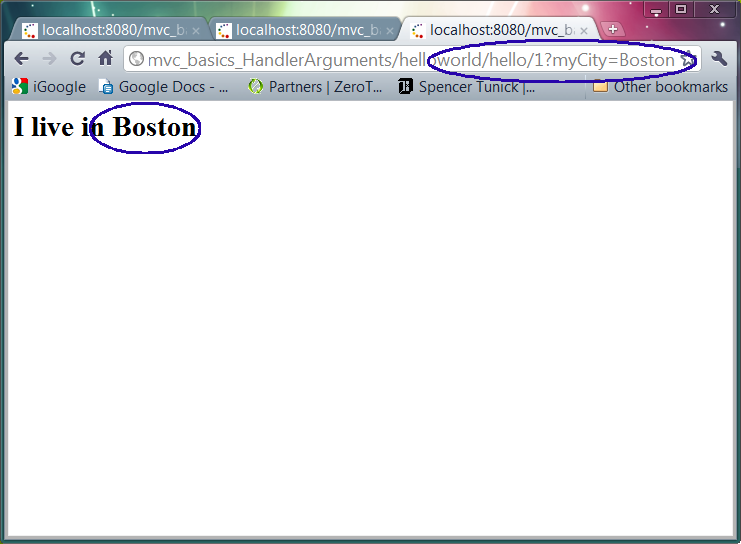 localhost:8080/mvc_b localhost:8080/mvc_b localhost:8080/mvc_b
mvc_basics_HandlerArguments/helloworld/hello/1?myCity=Boston
iGoogle Google Docs - ... Partners | ZeroT... Spencer Tunick |... Other bookmarks
I live in Boston